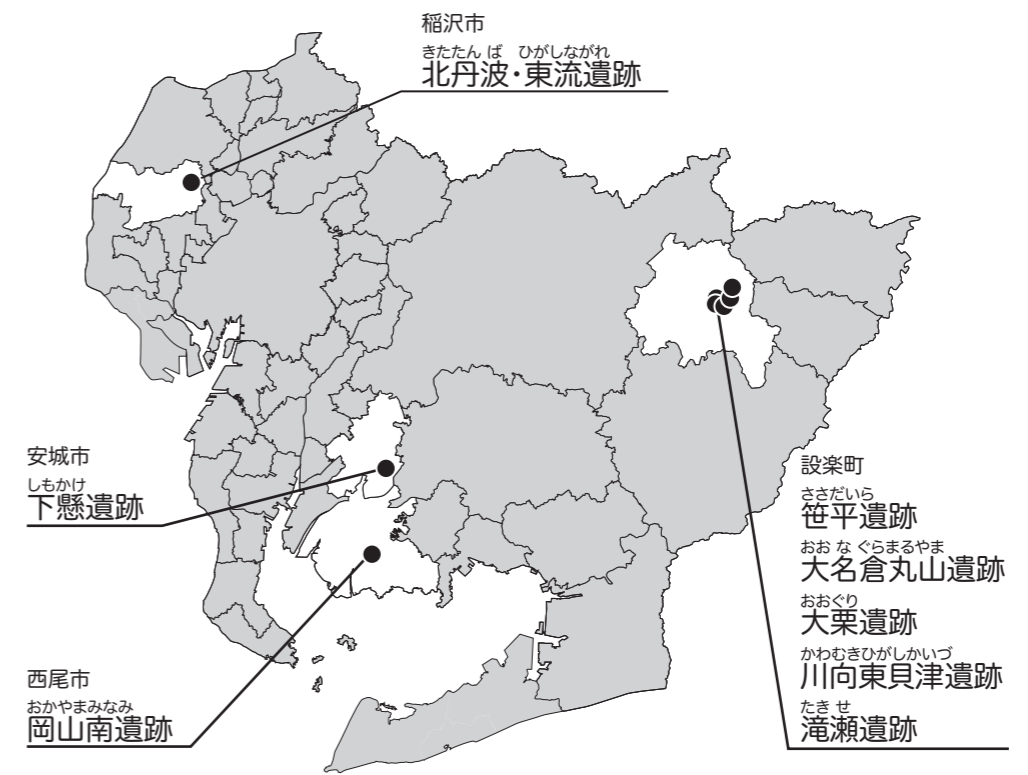 稲沢市
きたたんば ひがしながれ
北丹波・東流遺跡
安城市
しもかけ
下懸遺跡
西尾市
おかやまみなみ
岡山南遺跡
設楽町
ささだいら
笹平遺跡
おおなぐらまるやま
大名倉丸山遺跡
おおぐり
大栗遺跡
かわむきひがしかいづ
川向東貝津遺跡
たきせ
滝瀬遺跡